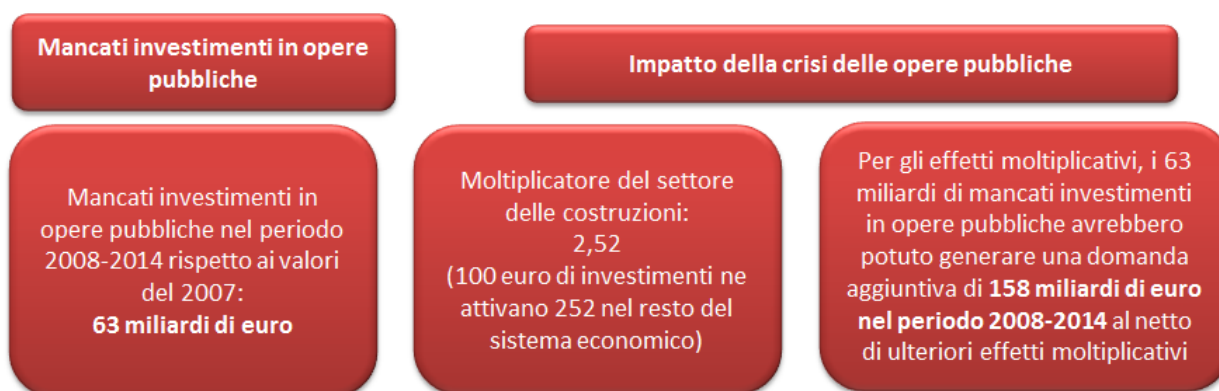 Mancati investimenti in opere
pubbliche
Impatto della crisi delle opere pubbliche
Mancati investimenti in
opere pubbliche nel periodo
2008-2014 rispetto ai valori
del 2007:
63 miliardi di euro
Moltiplicatore del settore
delle costruzioni:
2,52
(100 euro di investimenti ne
attivano 252 nel resto del
sistema economico)
Per gli effetti moltiplicativi, i 63
miliardi di mancati investimenti
in opere pubbliche avrebbero
potuto generare una domanda
aggiuntiva di 158 miliardi di euro
nel periodo 2008-2014 al netto
di ulteriori effetti moltiplicativi